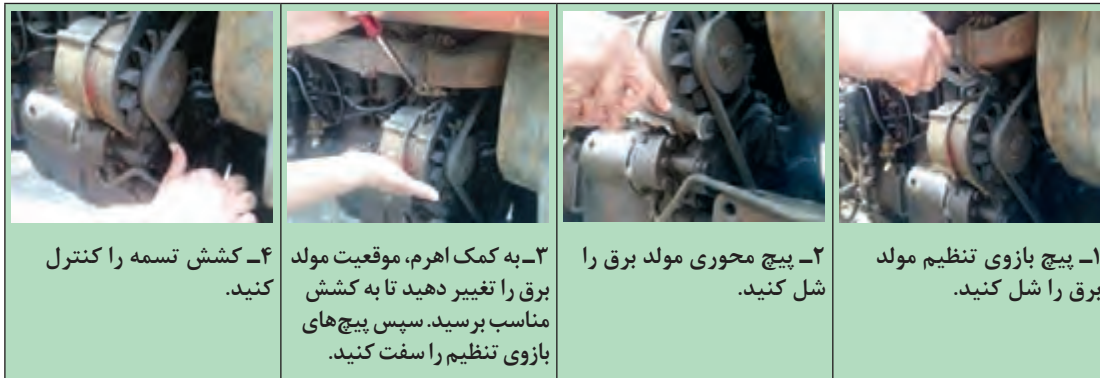 ۱ــ پیچ بازوی تنظیم مولد
برق را شل کنید.
۲ــ پیچ محوری مولد برق را
شل کنید.
۳ــ به کمک اهرم، موقعیت مولد
برق را تغییر دهید تا به کشش
مناسب برسید. سپس پیچ‌های
بازوی تنظیم را سفت کنید.
۴ــ کشش تسمه را کنترل
کنید.